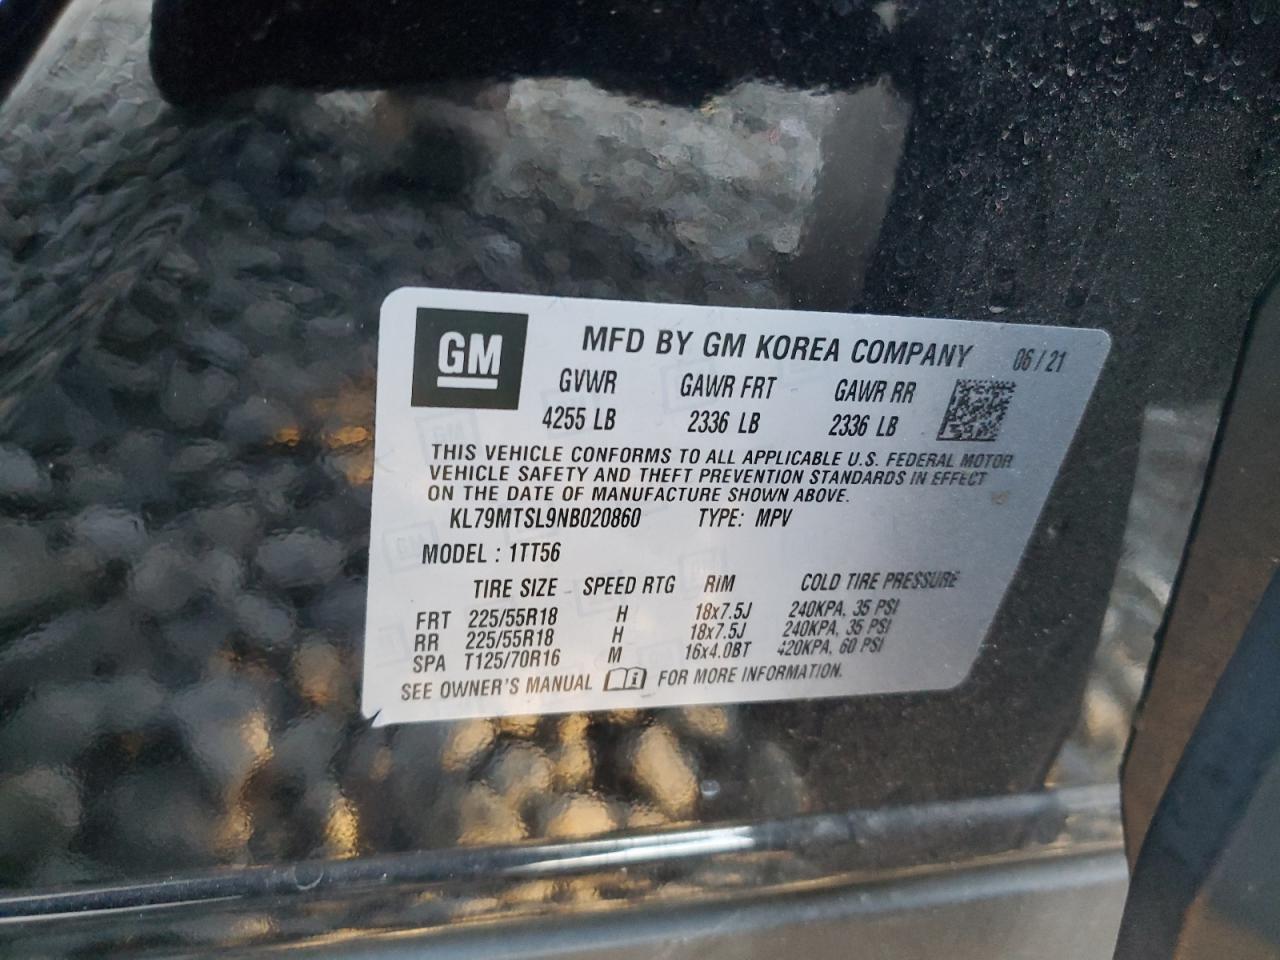 GM
MFD BY GM KOREA COMPANY 06/21
GVWR GAWR FRT GAWR RR
4255 LB 2336 LB 2336 LB
THIS VEHICLE CONFORMS TO ALL APPLICABLE U.S. FEDERAL MOTOR
VEHICLE SAFETY AND THEFT PREVENTION STANDARDS IN EFFECT
ON THE DATE OF MANUFACTURE SHOWN ABOVE.
KL79MTSL9NB020860 TYPE: MPV
MODEL : 1TT56
TIRE SIZE SPEED RTG RIM COLD TIRE PRESSURE
FRT 225/55R18 H 18x7.5J 240KPA, 35 PSI
RR 225/55R18 H 18x7.5J 240KPA, 35 PSI
SPA T125/70R16 M 16x4.0BT 420KPA, 60 PSI
SEE OWNER'S MANUAL FOR MORE INFORMATION.